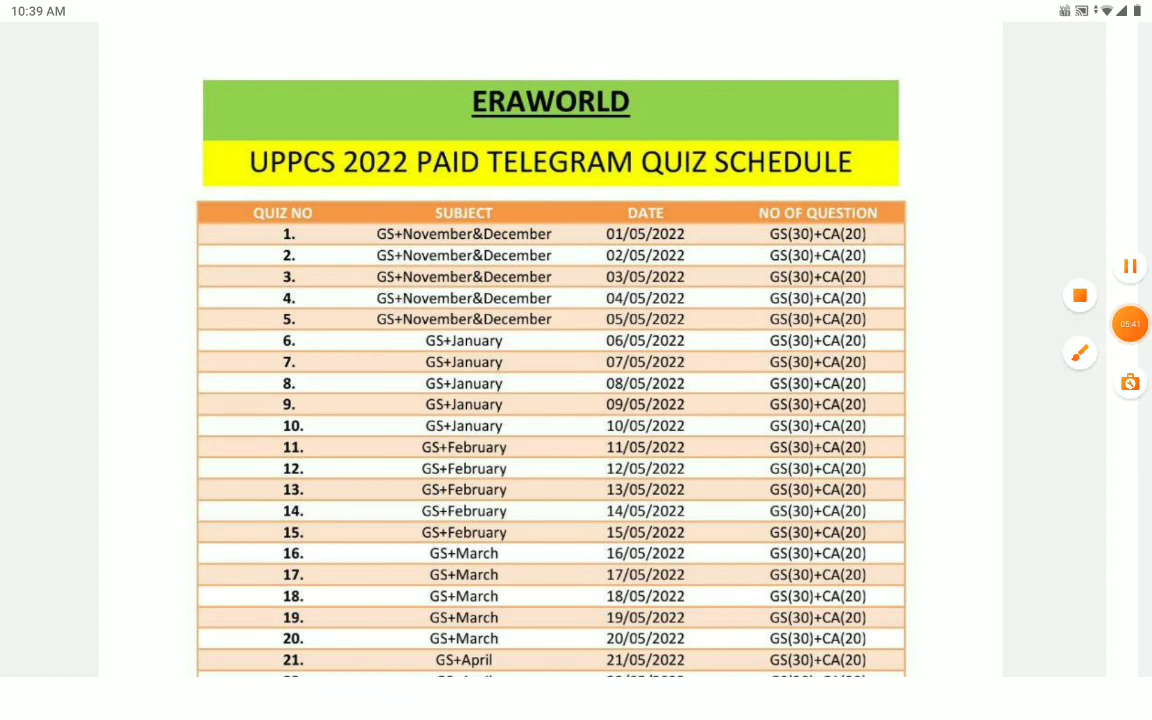 10:39 AM
ERAWORLD
UPPCS 2022 PAID TELEGRAM QUIZ SCHEDULE
QUIZ NO SUBJECT DATE NO OF QUESTION
1. GS+November&December 01/05/2022 GS(30)+CA(20)
2. GS+November&December 02/05/2022 GS(30)+CA(20)
3. GS+November&December 03/05/2022 GS(30)+CA(20)
4. GS+November&December 04/05/2022 GS(30)+CA(20)
5. GS+November&December 05/05/2022 GS(30)+CA(20)
6. GS+January 06/05/2022 GS(30)+CA(20)
7. GS+January 07/05/2022 GS(30)+CA(20)
8. GS+January 08/05/2022 GS(30)+CA(20)
9. GS+January 09/05/2022 GS(30)+CA(20)
10. GS+January 10/05/2022 GS(30)+CA(20)
11. GS+February 11/05/2022 GS(30)+CA(20)
12. GS+February 12/05/2022 GS(30)+CA(20)
13. GS+February 13/05/2022 GS(30)+CA(20)
14. GS+February 14/05/2022 GS(30)+CA(20)
15. GS+February 15/05/2022 GS(30)+CA(20)
16. GS+March 16/05/2022 GS(30)+CA(20)
17. GS+March 17/05/2022 GS(30)+CA(20)
18. GS+March 18/05/2022 GS(30)+CA(20)
19. GS+March 19/05/2022 GS(30)+CA(20)
20. GS+March 20/05/2022 GS(30)+CA(20)
21. GS+April 21/05/2022 GS(30)+CA(20)
05:41